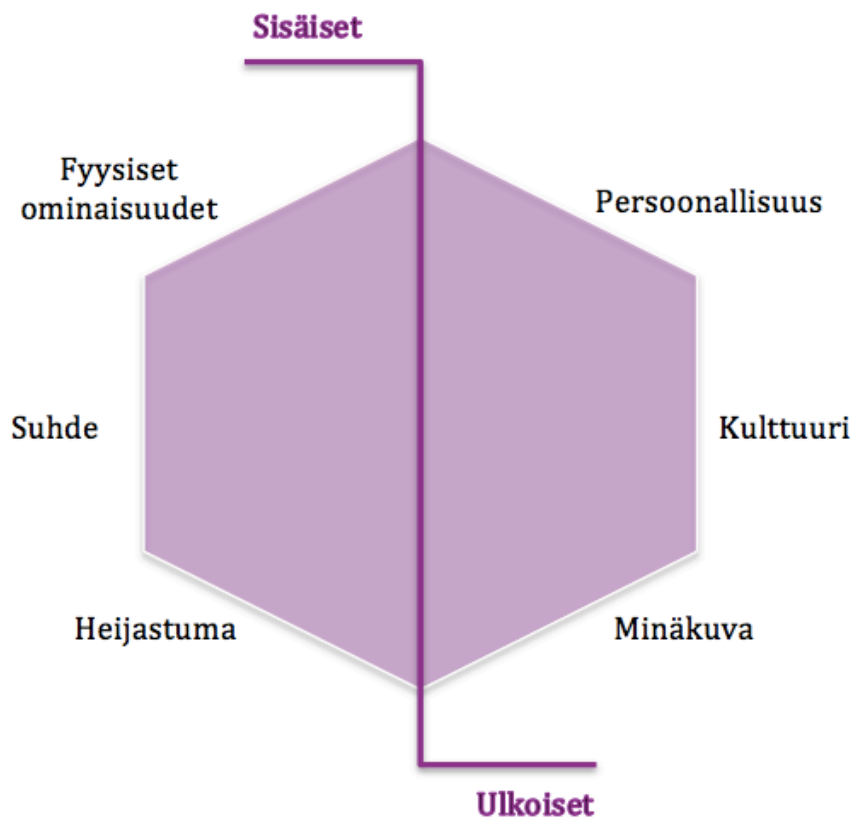 Sisäiset
Fyysiset
ominaisuudet
Persoonallisuus
Suhde
Kulttuuri
Heijastuma
Minäkuva
Ulkoiset